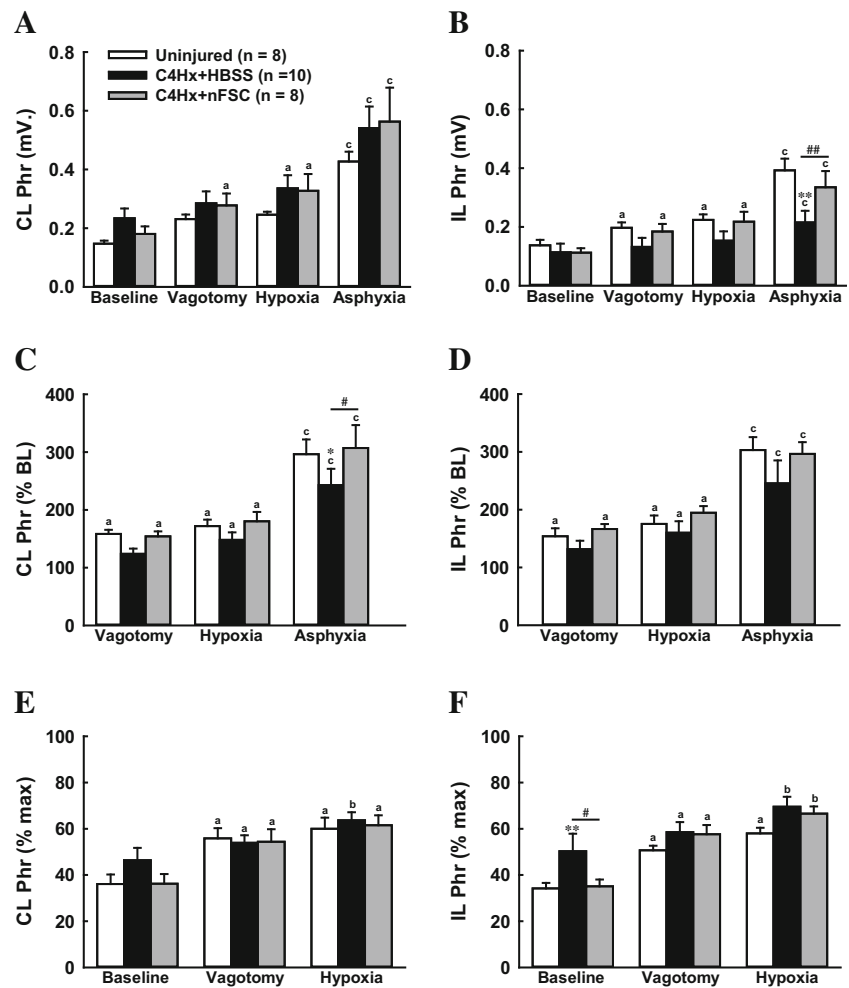 A
CL Phr (mV.)
0.8
0.6
0.4
0.2
0.0
Uninjured (n = 8)
C4Hx+HBSS (n =10)
C4Hx+nFSC (n = 8)
a
a a
c c c
Baseline Vagotomy Hypoxia Asphyxia
B
IL Phr (mV)
0.8
0.6
0.4
0.2
0.0
a a
a a
##
c ** c c
Baseline Vagotomy Hypoxia Asphyxia
C
CL Phr (% BL)
400
300
200
100
0
a a
a a a
#
c * c c
Vagotomy Hypoxia Asphyxia
D
IL Phr (% BL)
400
300
200
100
0
a a
a a a
c c c
Vagotomy Hypoxia Asphyxia
E
CL Phr (% max)
100
80
60
40
20
0
a a a
a b a
Baseline Vagotomy Hypoxia
F
IL Phr (% max)
100
80
60
40
20
0
#
**
a a a
a b b
Baseline Vagotomy Hypoxia